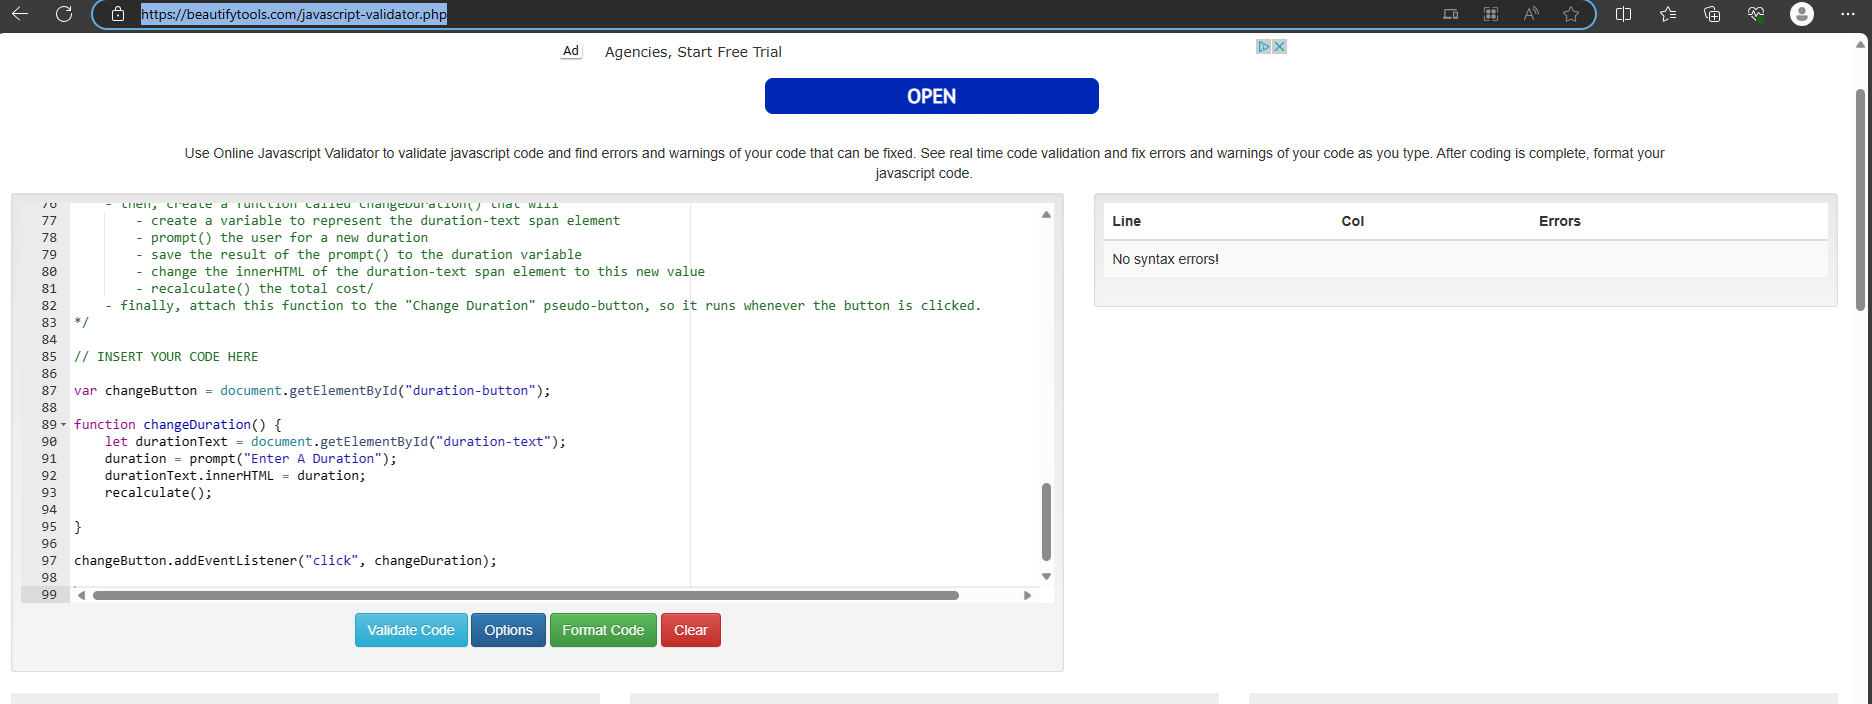 https://beautifytools.com/javascript-validator.php
Ad
Agencies, Start Free Trial
OPEN
Use Online Javascript Validator to validate javascript code and find errors and warnings of your code that can be fixed. See real time code validation and fix errors and warnings of your code as you type. After coding is complete, format your
javascript code.
76 - then, create a function called changeDuration() that will
77 - create a variable to represent the duration-text span element
78 - prompt() the user for a new duration
79 - save the result of the prompt() to the duration variable
80 - change the innerHTML of the duration-text span element to this new value
81 - recalculate() the total cost/
82 - finally, attach this function to the "Change Duration" pseudo-button, so it runs whenever the button is clicked.
83 */
84
85 // INSERT YOUR CODE HERE
86
87 var changeButton = document.getElementById("duration-button");
88
89 function changeDuration() {
90 let durationText = document.getElementById("duration-text");
91 duration = prompt("Enter A Duration");
92 durationText.innerHTML = duration;
93 recalculate();
94
95 }
96
97 changeButton.addEventListener("click", changeDuration);
98
99
Validate Code Options Format Code Clear
Line Col Errors
No syntax errors!